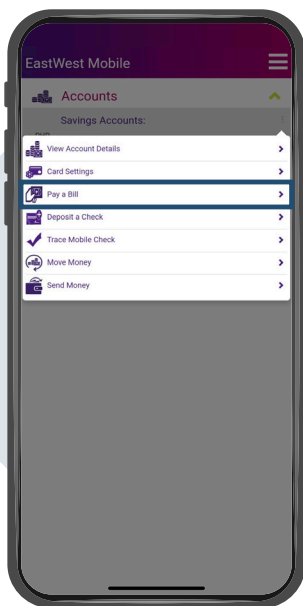 EastWest Mobile
Accounts
Savings Accounts:
View Account Details
Card Settings
Pay a Bill
Deposit a Check
Trace Mobile Check
Move Money
Send Money